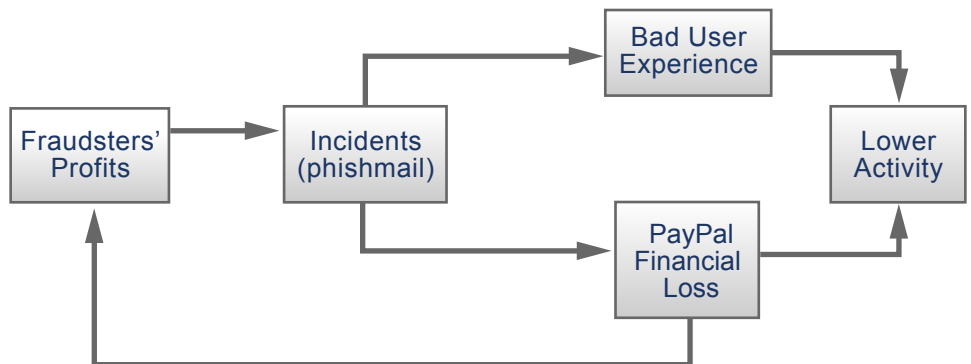 Fraudsters’
Profits
Incidents
(phishmail)
Bad User
Experience
PayPal
Financial
Loss
Lower
Activity